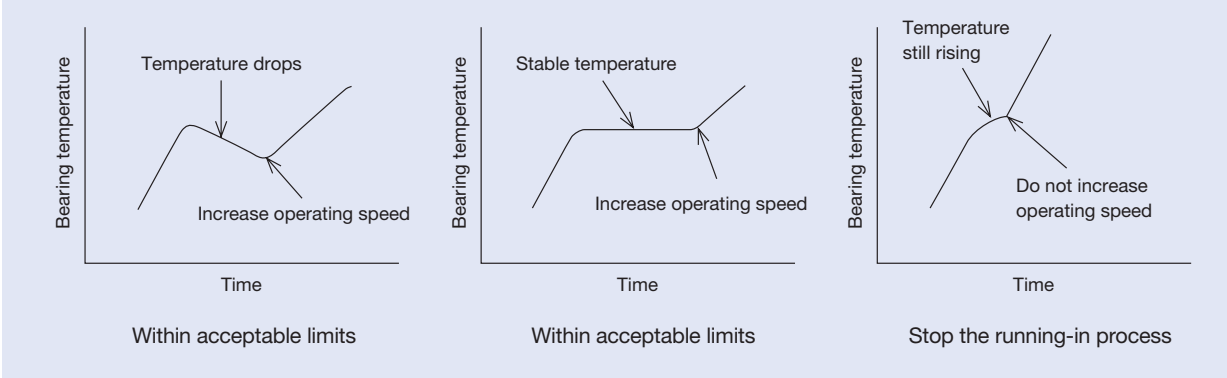 Bearing temperature
Temperature drops
Increase operating speed
Time
Within acceptable limits
Bearing temperature
Stable temperature
Increase operating speed
Time
Within acceptable limits
Bearing temperature
Temperature
still rising
Do not increase
operating speed
Time
Stop the running-in process